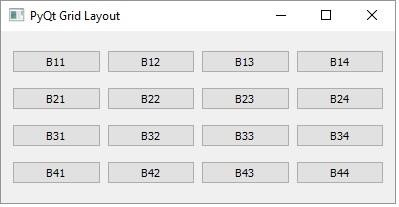 PyQt Grid Layout
B11 B12 B13 B14
B21 B22 B23 B24
B31 B32 B33 B34
B41 B42 B43 B44